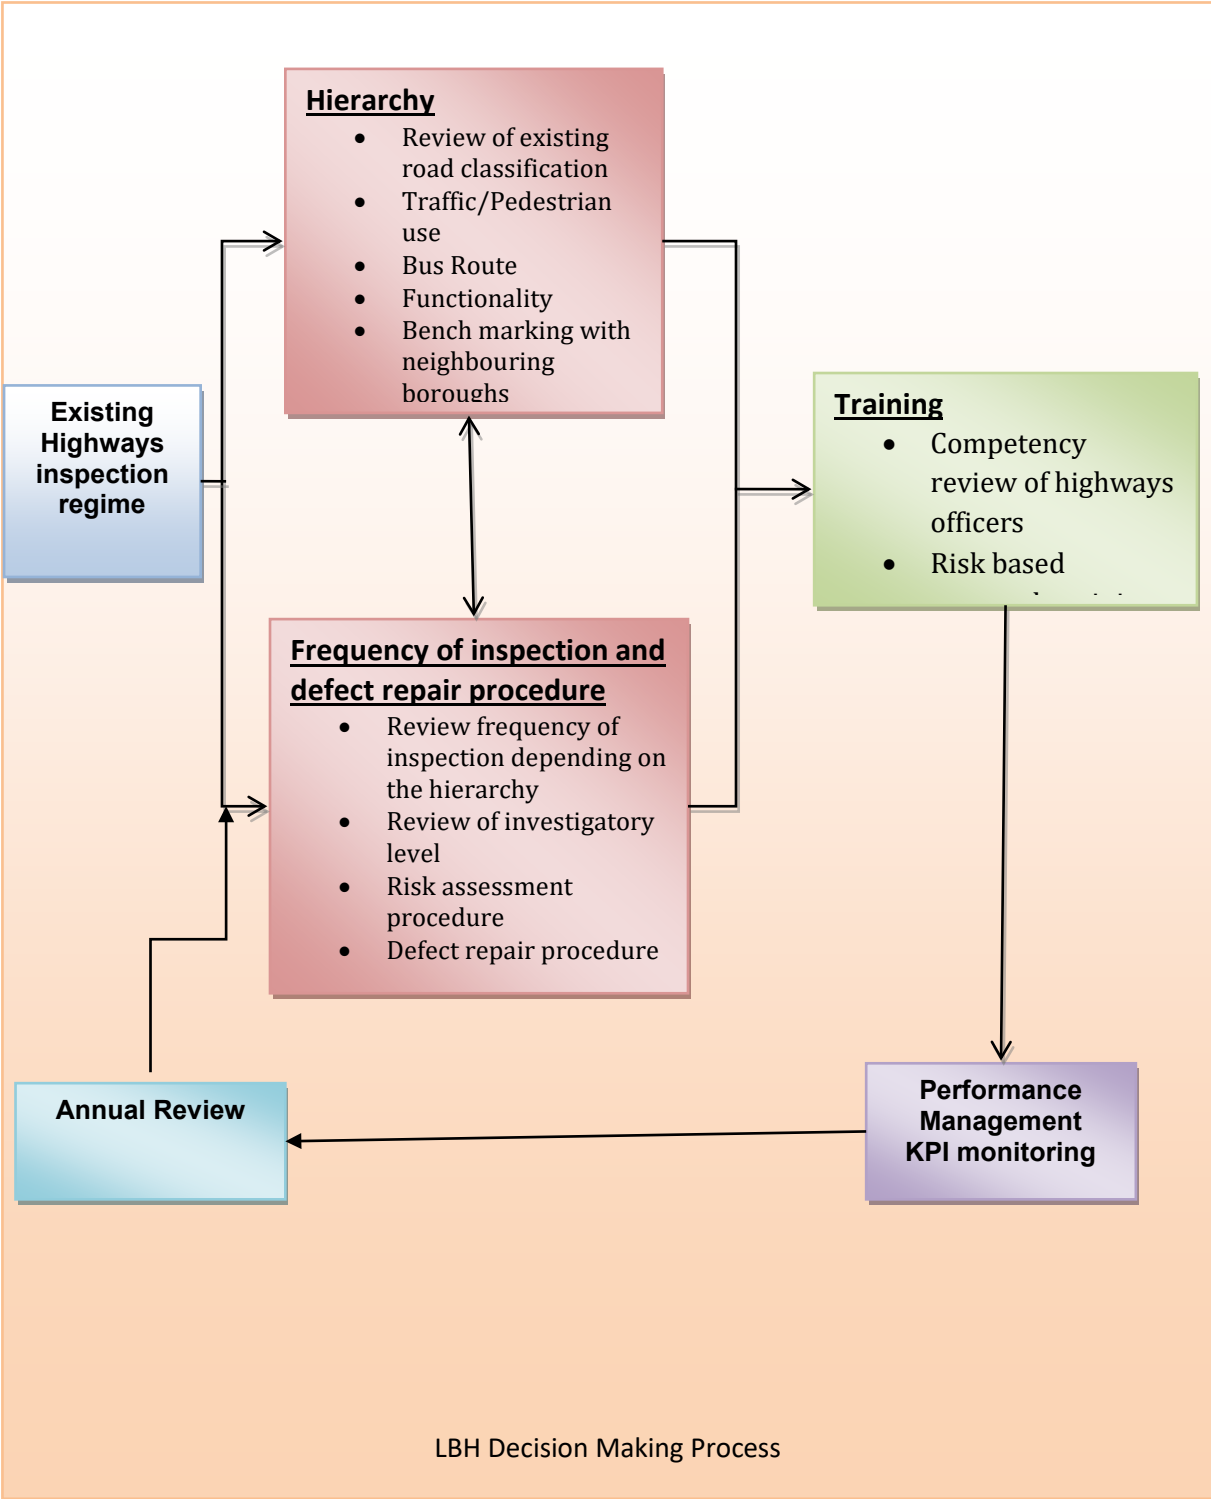 Hierarchy
• Review of existing
road classification
• Traffic/Pedestrian
use
• Bus Route
• Functionality
• Bench marking with
neighbouring
boroughs
Existing
Highways
inspection
regime
Training
• Competency
review of highways
officers
• Risk based
Frequency of inspection and
defect repair procedure
• Review frequency of
inspection depending on
the hierarchy
• Review of investigatory
level
• Risk assessment
procedure
• Defect repair procedure
Annual Review
Performance
Management
KPI monitoring
LBH Decision Making Process